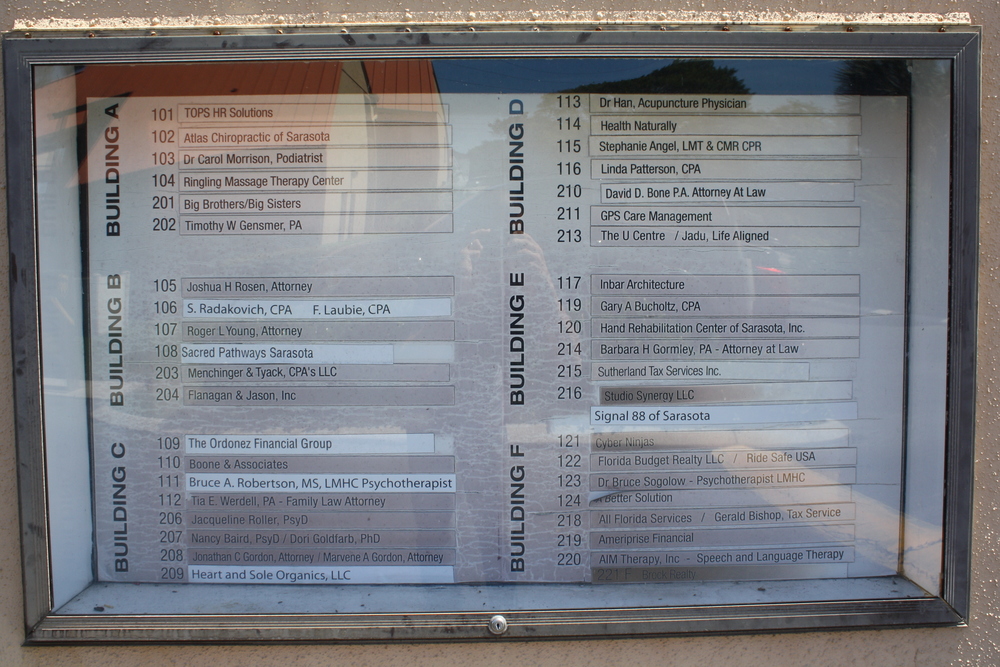 BUILDING A
101 TOPS HR Solutions
102 Atlas Chiropractic of Sarasota
103 Dr Carol Morrison, Podiatrist
104 Ringling Massage Therapy Center
201 Big Brothers/Big Sisters
202 Timothy W Gensmer, PA
BUILDING B
105 Joshua H Rosen, Attorney
106 S. Radakovich, CPA F. Laubie, CPA
107 Roger L Young, Attorney
108 Sacred Pathways Sarasota
203 Menchinger & Tyack, CPA's LLC
204 Flanagan & Jason, Inc
BUILDING C
109 The Ordonez Financial Group
110 Boone & Associates
111 Bruce A. Robertson, MS, LMHC Psychotherapist
112 Tia E. Werdell, PA - Family Law Attorney
206 Jacqueline Roller, PsyD
207 Nancy Baird, PsyD / Dori Goldfarb, PhD
208 Jonathan C Gordon, Attorney / Marvene A Gordon, Attorney
209 Heart and Sole Organics, LLC
BUILDING D
113 Dr Han, Acupuncture Physician
114 Health Naturally
115 Stephanie Angel, LMT & CMR CPR
116 Linda Patterson, CPA
210 David D. Bone P.A. Attorney At Law
211 GPS Care Management
213 The U Centre / Jadu, Life Aligned
BUILDING E
117 Inbar Architecture
119 Gary A Bucholtz, CPA
120 Hand Rehabilitation Center of Sarasota, Inc.
214 Barbara H Gormley, PA - Attorney at Law
215 Sutherland Tax Services Inc.
216 Studio Synergy LLC
Signal 88 of Sarasota
BUILDING F
121 Cyber Ninjas
122 Florida Budget Realty LLC / Ride Safe USA
123 Dr Bruce Sogolow - Psychotherapist LMHC
124 Better Solution
218 All Florida Services / Gerald Bishop, Tax Service
219 Ameriprise Financial
220 AIM Therapy, Inc - Speech and Language Therapy
221 F